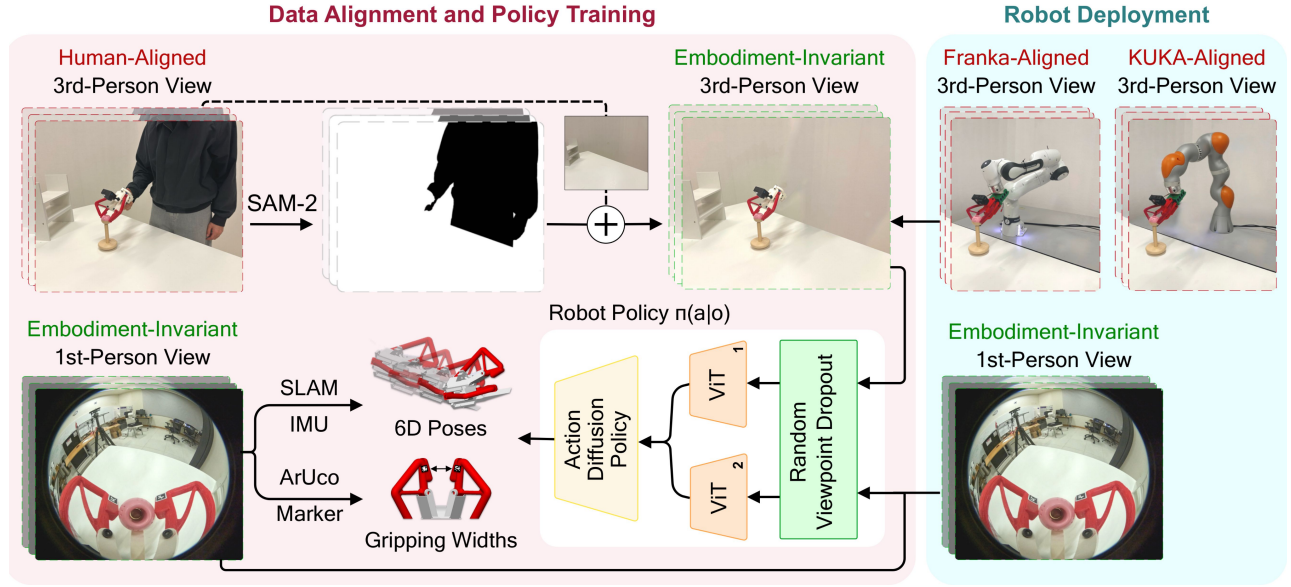 Data Alignment and Policy Training
Robot Deployment
Human-Aligned
3rd-Person View
Embodiment-Invariant
3rd-Person View
Franka-Aligned
3rd-Person View
KUKA-Aligned
3rd-Person View
SAM-2
+
Embodiment-Invariant
1st-Person View
SLAM
IMU
ArUco
Marker
6D Poses
Gripping Widths
Robot Policy π(a|o)
Action
Diffusion
Policy
ViT
1
ViT
2
Random
Viewpoint Dropout
Embodiment-Invariant
1st-Person View